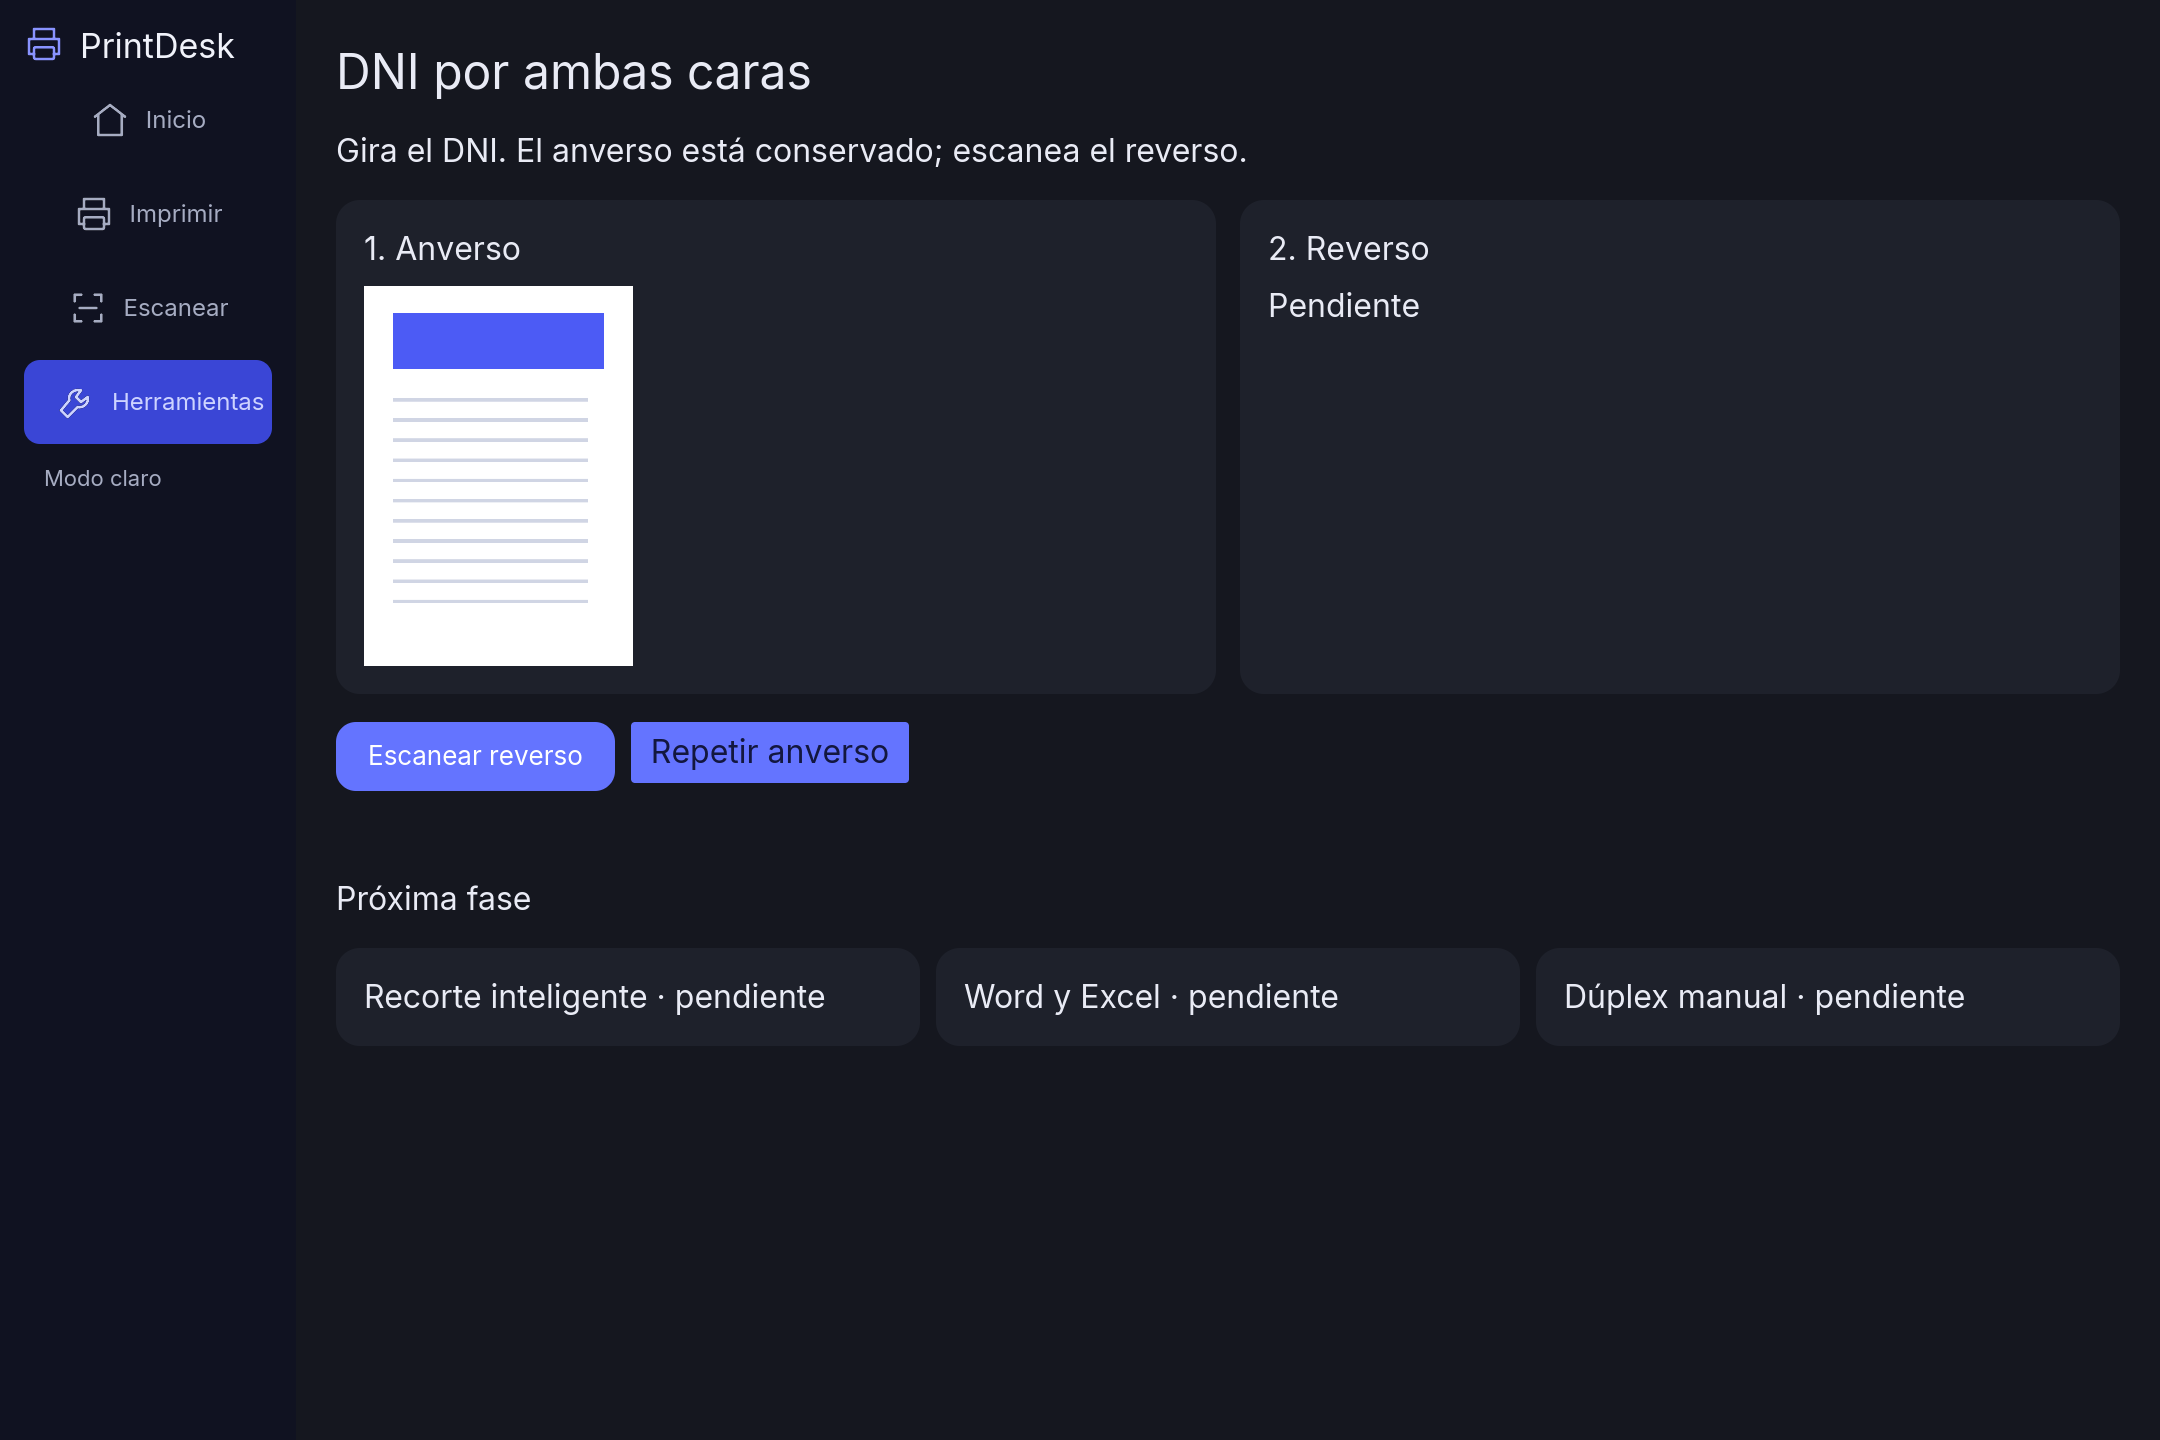 PrintDesk
Inicio
Imprimir
Escanear
Herramientas
Modo claro
DNI por ambas caras
Gira el DNI. El anverso está conservado; escanea el reverso.
1. Anverso
2. Reverso
Pendiente
Escanear reverso
Repetir anverso
Próxima fase
Recorte inteligente · pendiente
Word y Excel · pendiente
Dúplex manual · pendiente